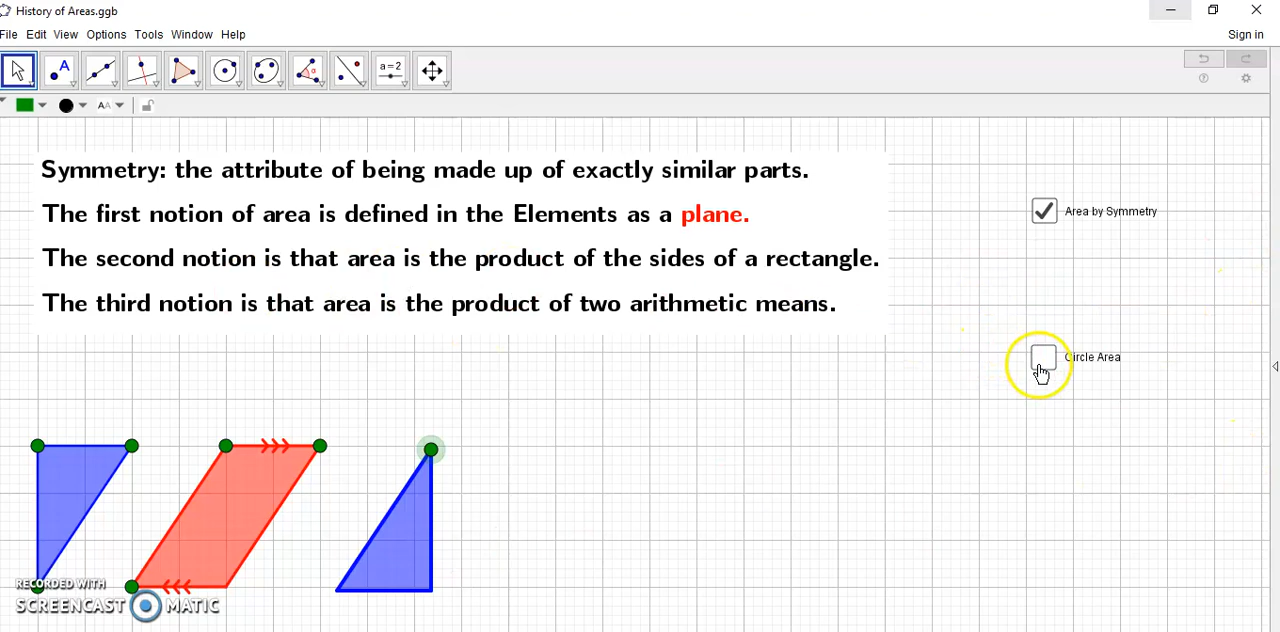 History of Areas.ggb
File Edit View Options Tools Window Help
Sign in
A
α
a=2
AA
Symmetry: the attribute of being made up of exactly similar parts.
The first notion of area is defined in the Elements as a plane.
The second notion is that area is the product of the sides of a rectangle.
The third notion is that area is the product of two arithmetic means.
Area by Symmetry
Circle Area
RECORDED WITH
SCREENCAST MATIC